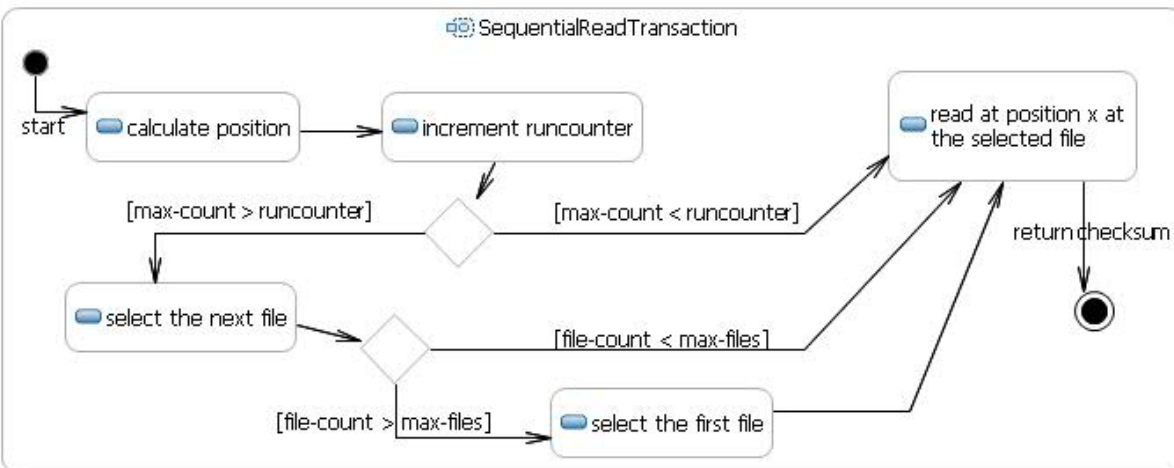 SequentialReadTransaction
start
calculate position
increment runcounter
read at position x at
the selected file
[max-count > runcounter]
[max-count < runcounter]
return checksum
select the next file
[file-count < max-files]
[file-count > max-files]
select the first file